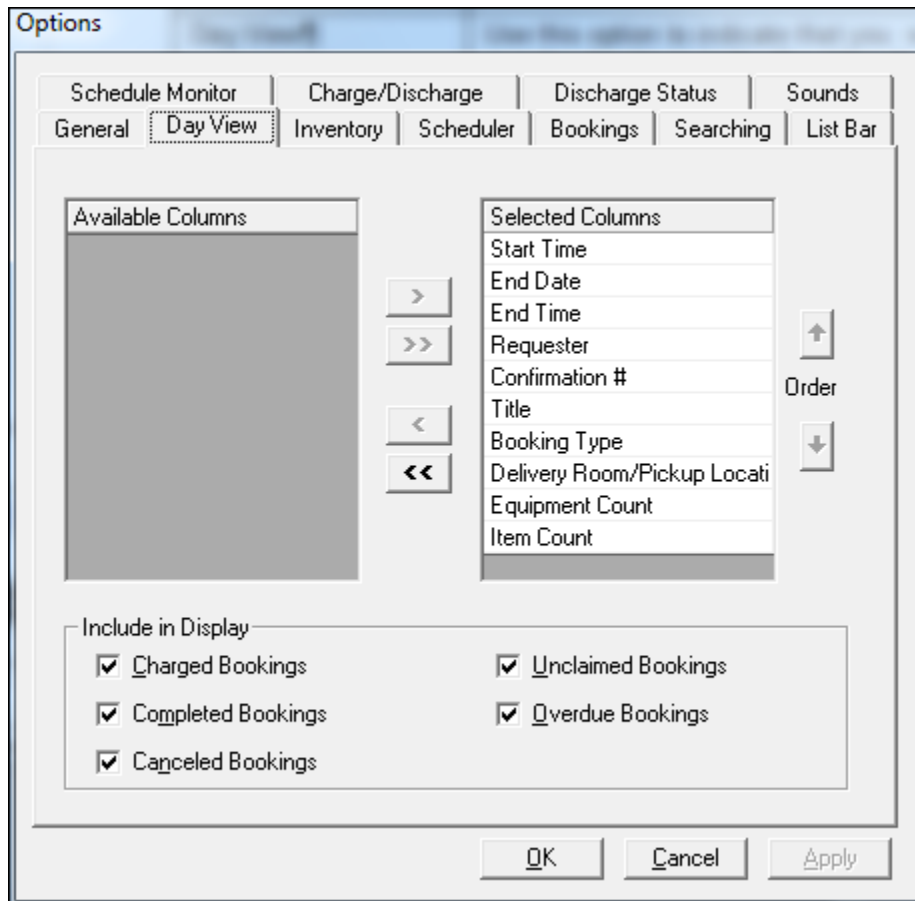 Options
Schedule Monitor Charge/Discharge Discharge Status Sounds
General Day View Inventory Scheduler Bookings Searching List Bar
Available Columns
>
>>
<
<<
Selected Columns
Start Time
End Date
End Time
Requester
Confirmation #
Title
Booking Type
Delivery Room/Pickup Locati
Equipment Count
Item Count
Order
Include in Display
Charged Bookings Unclaimed Bookings
Completed Bookings Overdue Bookings
Canceled Bookings
OK Cancel Apply